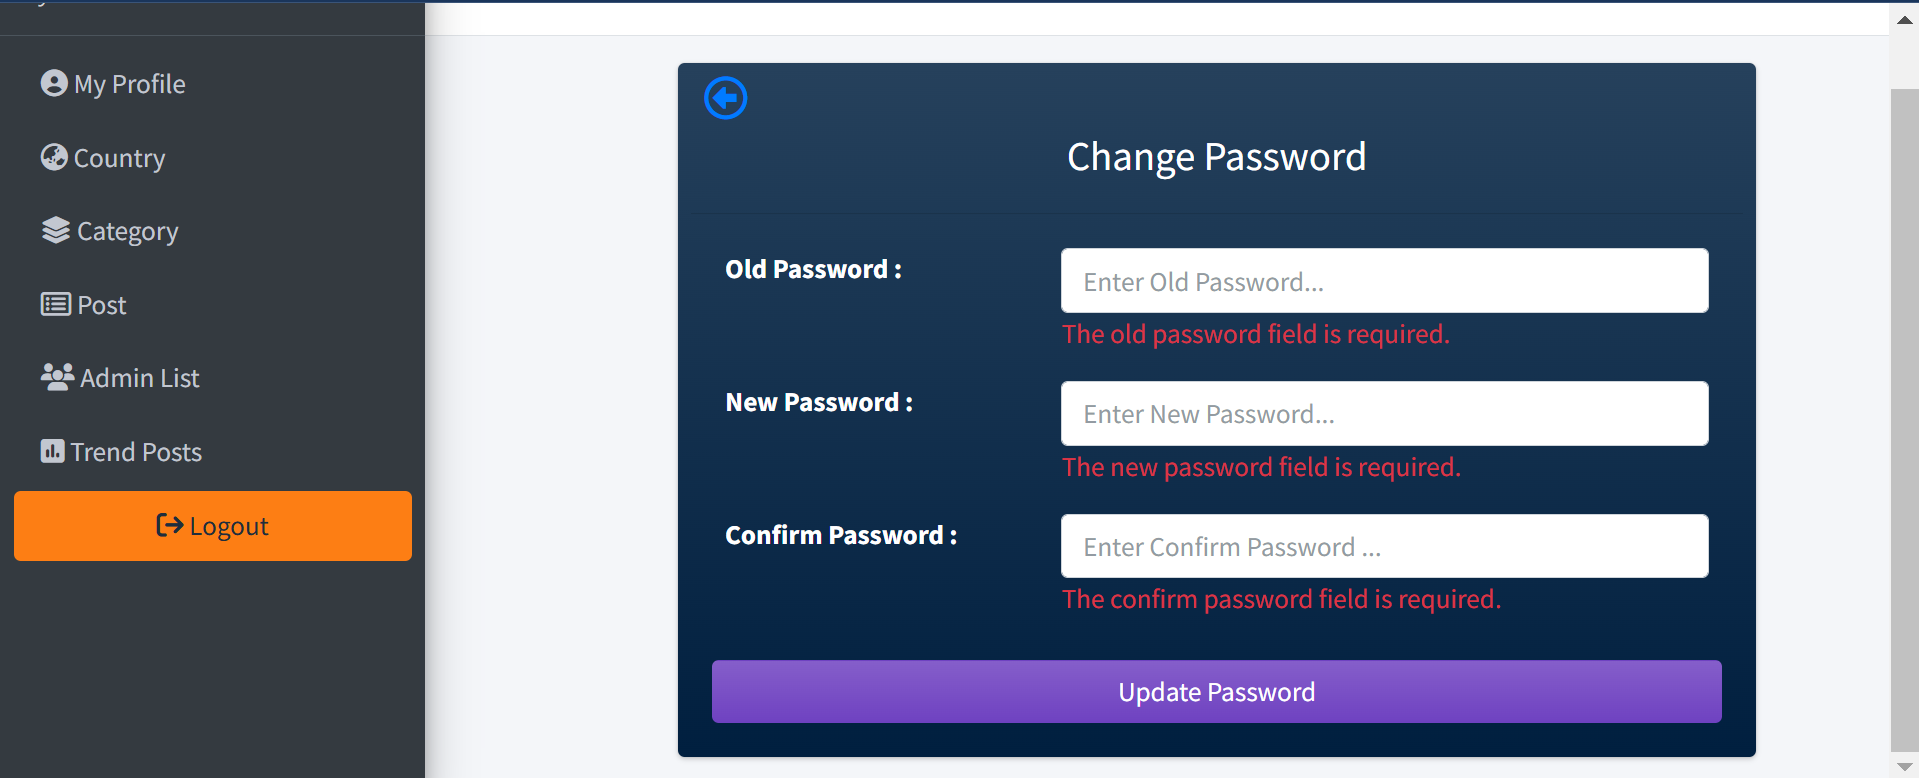 My Profile
Country
Category
Post
Admin List
Trend Posts
Logout
Change Password
Old Password :
Enter Old Password...
The old password field is required.
New Password :
Enter New Password...
The new password field is required.
Confirm Password :
Enter Confirm Password ...
The confirm password field is required.
Update Password